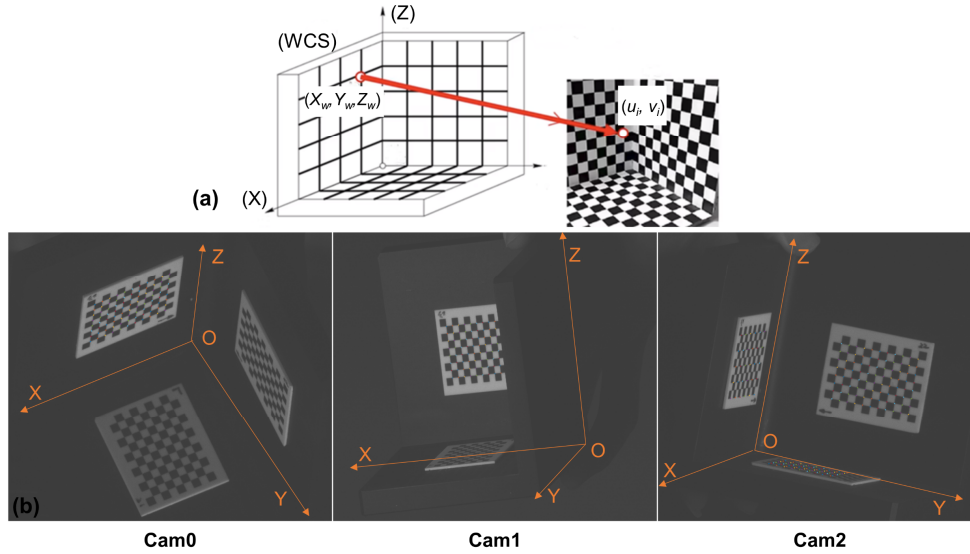 (Z)
(WCS)
(Xw, Yw, Zw)
(ui, vi)
(a)
(X)
Z
O
X
Y
Z
X
O
Y
Z
O
X
Y
(b)
Cam0
Cam1
Cam2